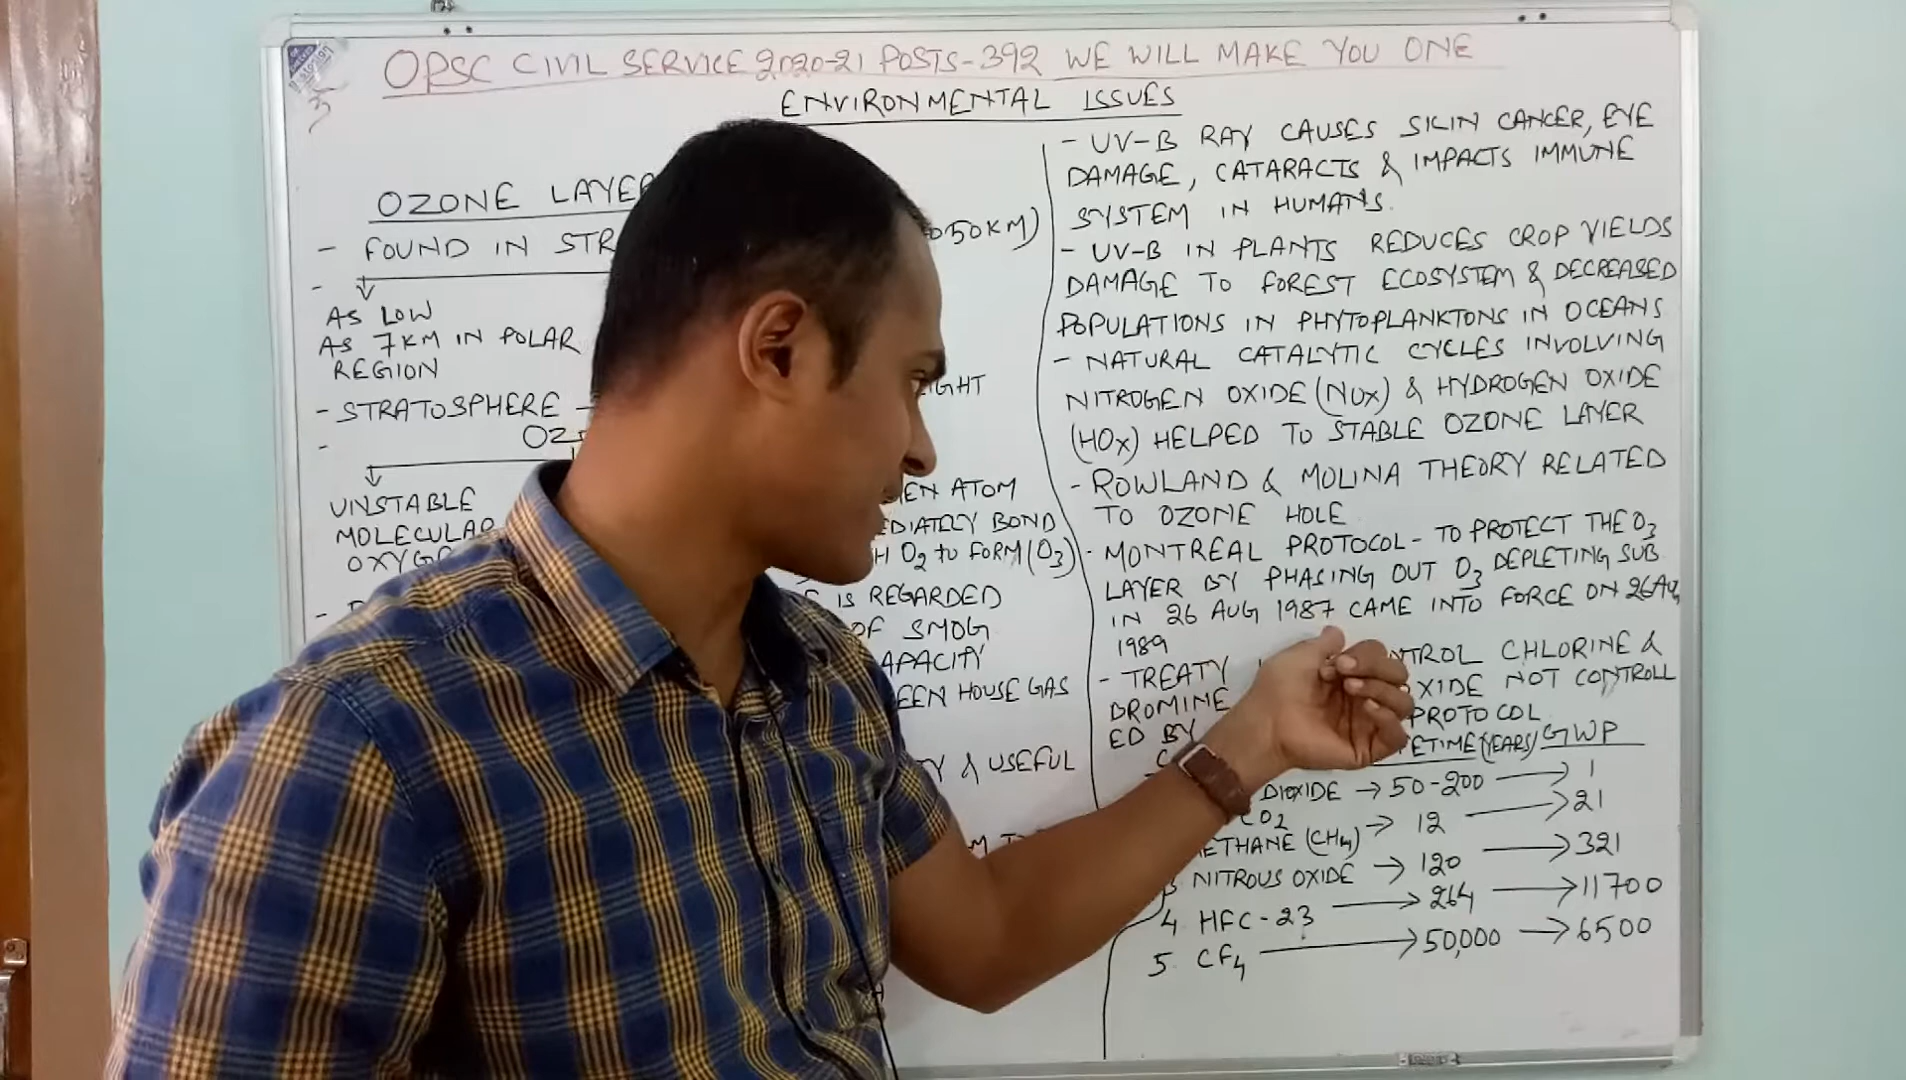 OPSC CIVIL SERVICE 2020-21 POSTS-392 WE WILL MAKE YOU ONE
ENVIRONMENTAL ISSUES
OZONE LAYER
- FOUND IN STR
050KM)
AS LOW
AS 7KM IN POLAR
REGION
IGHT
- STRATOSPHERE -
OZ
UNSTABLE
MOLECULAR
OXYG
EN ATOM
EDIATELY BOND
H O2 TO FORM (O3)
IS REGARDED
OF SMOG
APACITY
EEN HOUSE GAS
TY & USEFUL
- UV-B RAY CAUSES SKIN CANCER, EYE
DAMAGE, CATARACTS & IMPACTS IMMUNE
SYSTEM IN HUMANS.
- UV-B IN PLANTS REDUCES CROP YIELDS
DAMAGE TO FOREST ECOSYSTEM & DECREASED
POPULATIONS IN PHYTOPLANKTONS IN OCEANS
- NATURAL CATALYTIC CYCLES INVOLVING
NITROGEN OXIDE (NOx) & HYDROGEN OXIDE
(HOx) HELPED TO STABLE OZONE LAYER
- ROWLAND & MOLINA THEORY RELATED
TO OZONE HOLE
- MONTREAL PROTOCOL - TO PROTECT THE O3
LAYER BY PHASING OUT O3 DEPLETING SUB
IN 26 AUG 1987 CAME INTO FORCE ON 26 AUG
1989
- TREATY NTROL CHLORINE &
BROMINE OXIDE NOT CONTROLL
ED BY PROTOCOL
FETIME (YEARS) GWP
DIOXIDE → 50-200 → 1
CO2
ETHANE (CH4) → 12 → 21
3 NITROUS OXIDE → 120 → 321
4 HFC-23 → 264 → 11700
5. CF4 → 50,000 → 6500